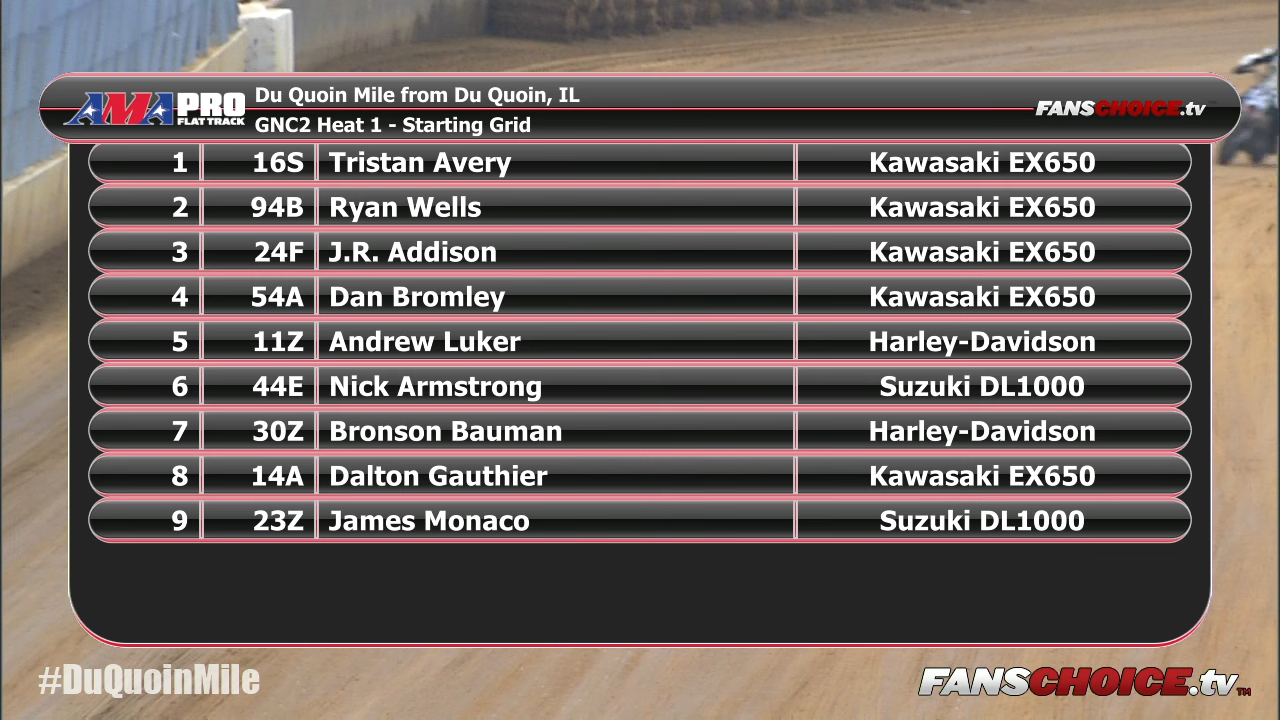 AMA PRO FLAT TRACK
Du Quoin Mile from Du Quoin, IL
GNC2 Heat 1 - Starting Grid
FANSCHOICE.tv
1 16S Tristan Avery Kawasaki EX650
2 94B Ryan Wells Kawasaki EX650
3 24F J.R. Addison Kawasaki EX650
4 54A Dan Bromley Kawasaki EX650
5 11Z Andrew Luker Harley-Davidson
6 44E Nick Armstrong Suzuki DL1000
7 30Z Bronson Bauman Harley-Davidson
8 14A Dalton Gauthier Kawasaki EX650
9 23Z James Monaco Suzuki DL1000
#DuQuoinMile
FANSCHOICE.tv™